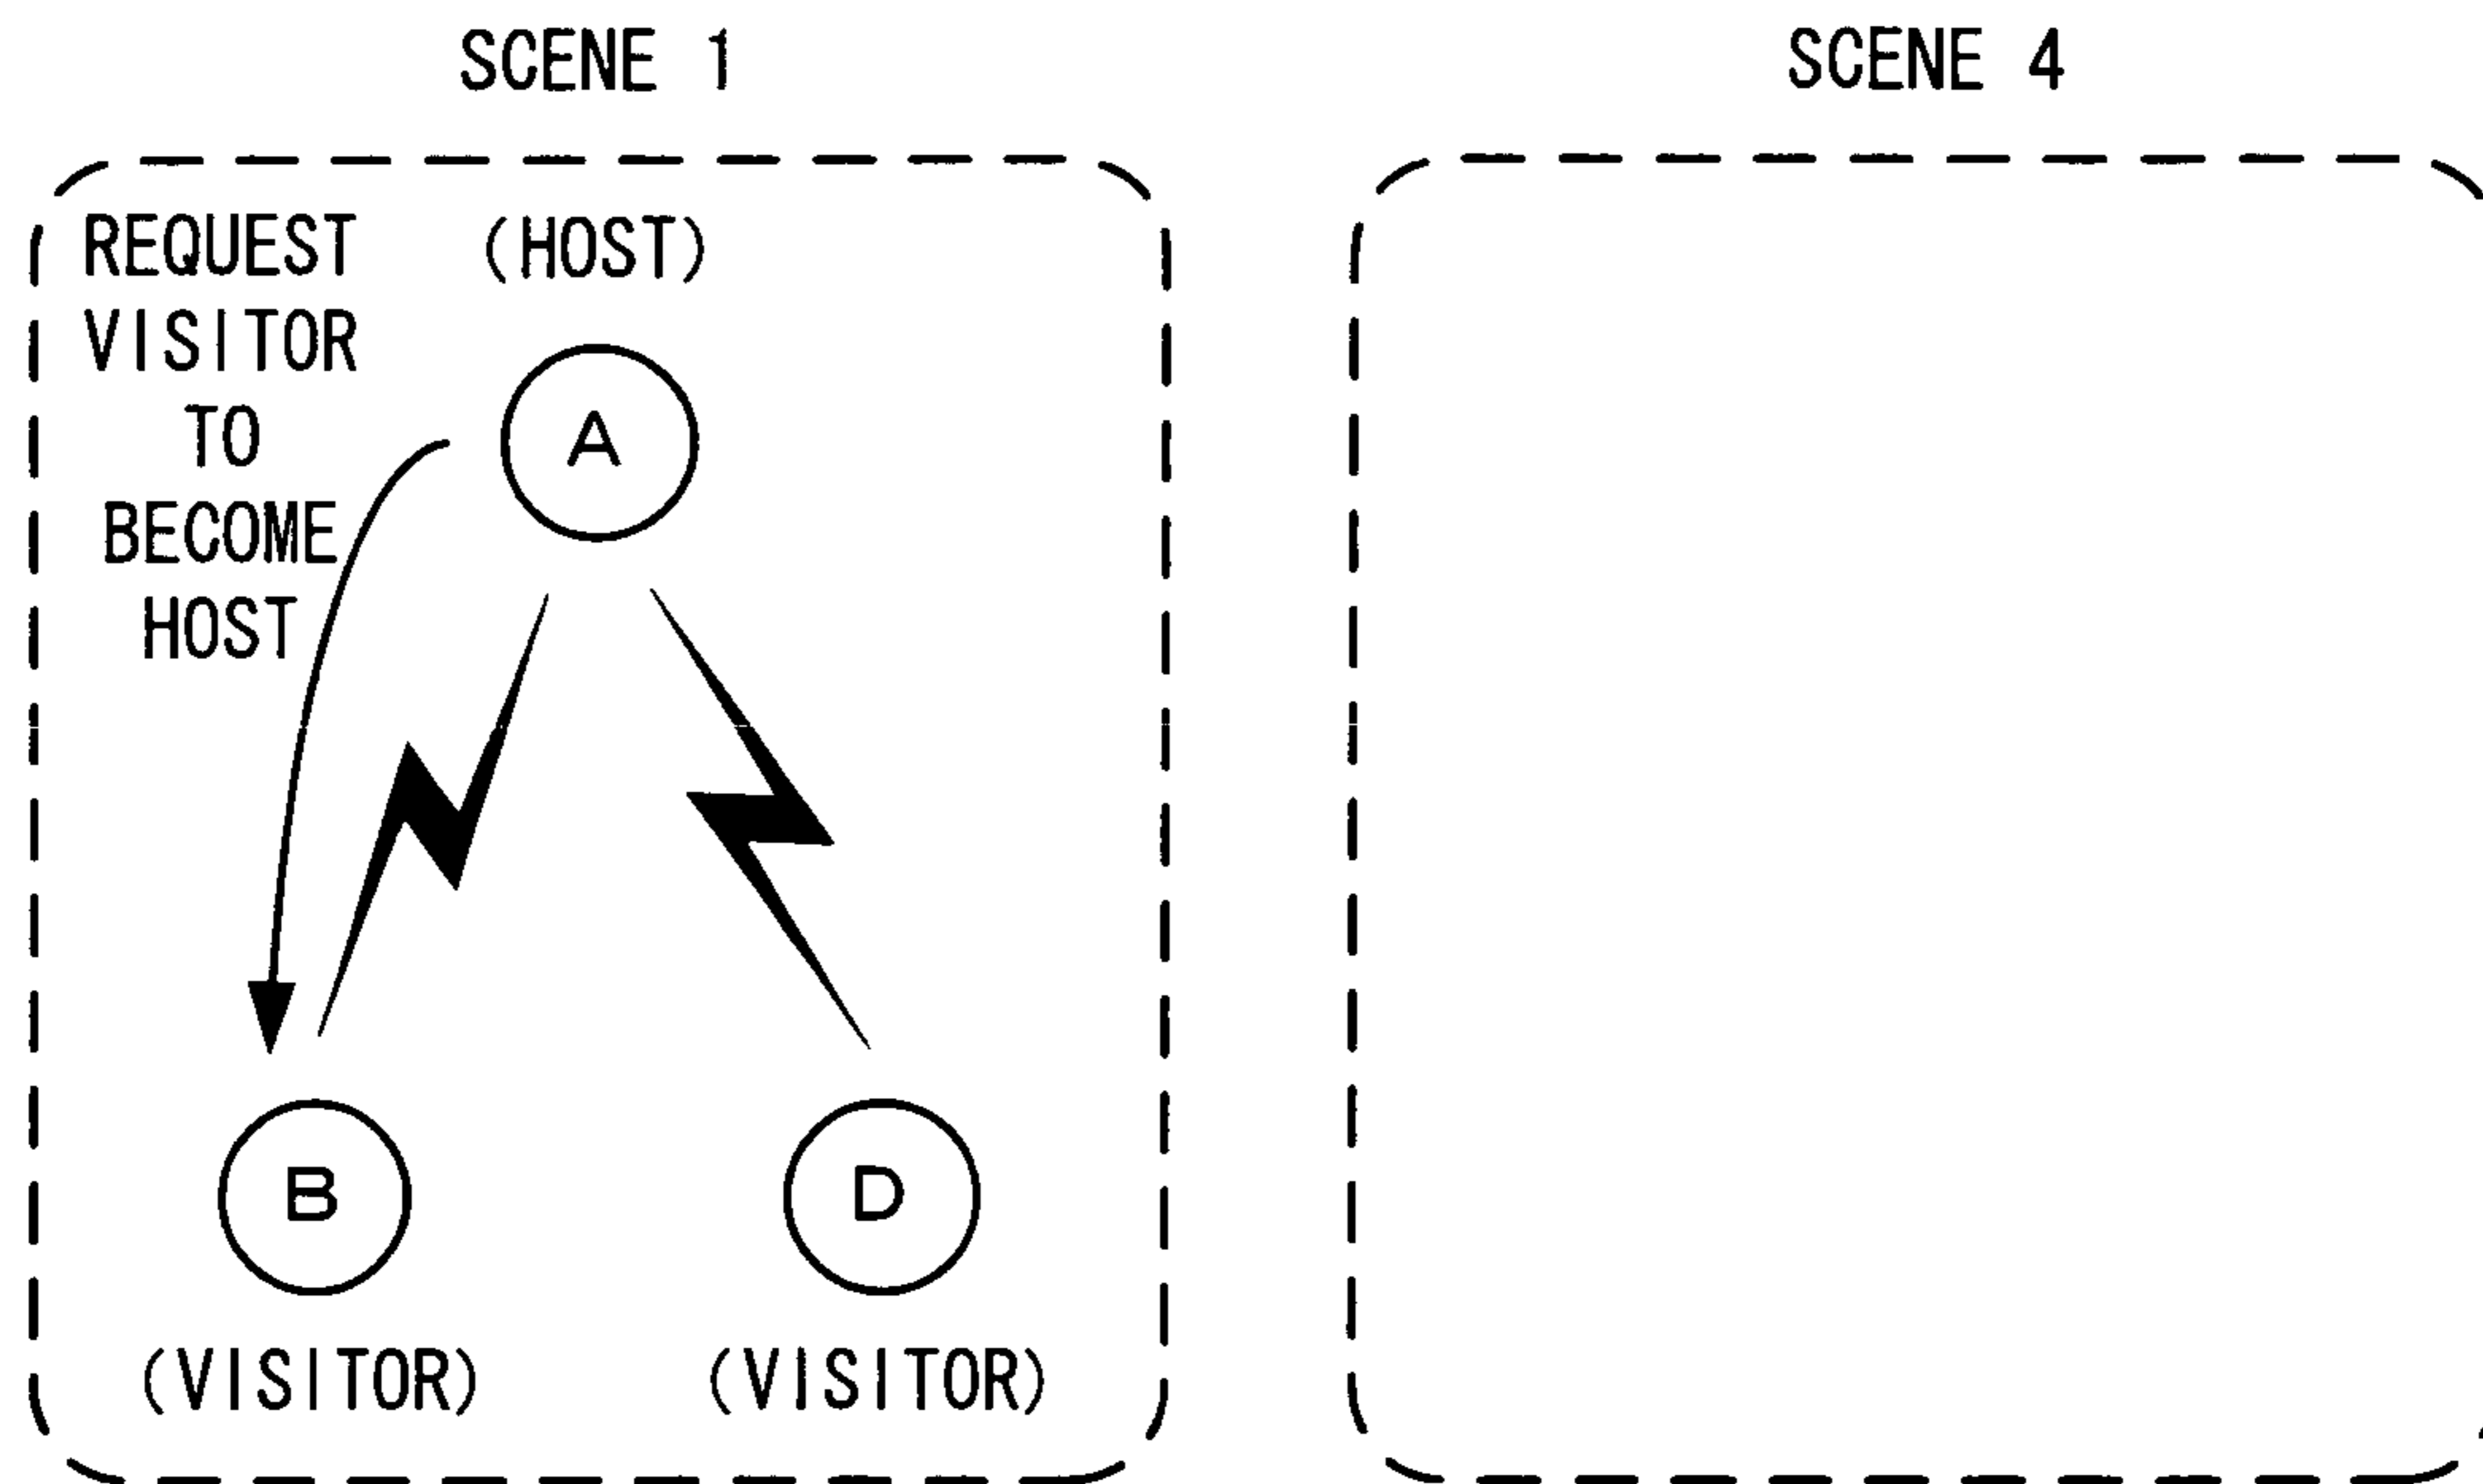 SCENE 1
SCENE 4
REQUEST
VISITOR
TO
BECOME
HOST
(HOST)
A
B
D
(VISITOR)
(VISITOR)